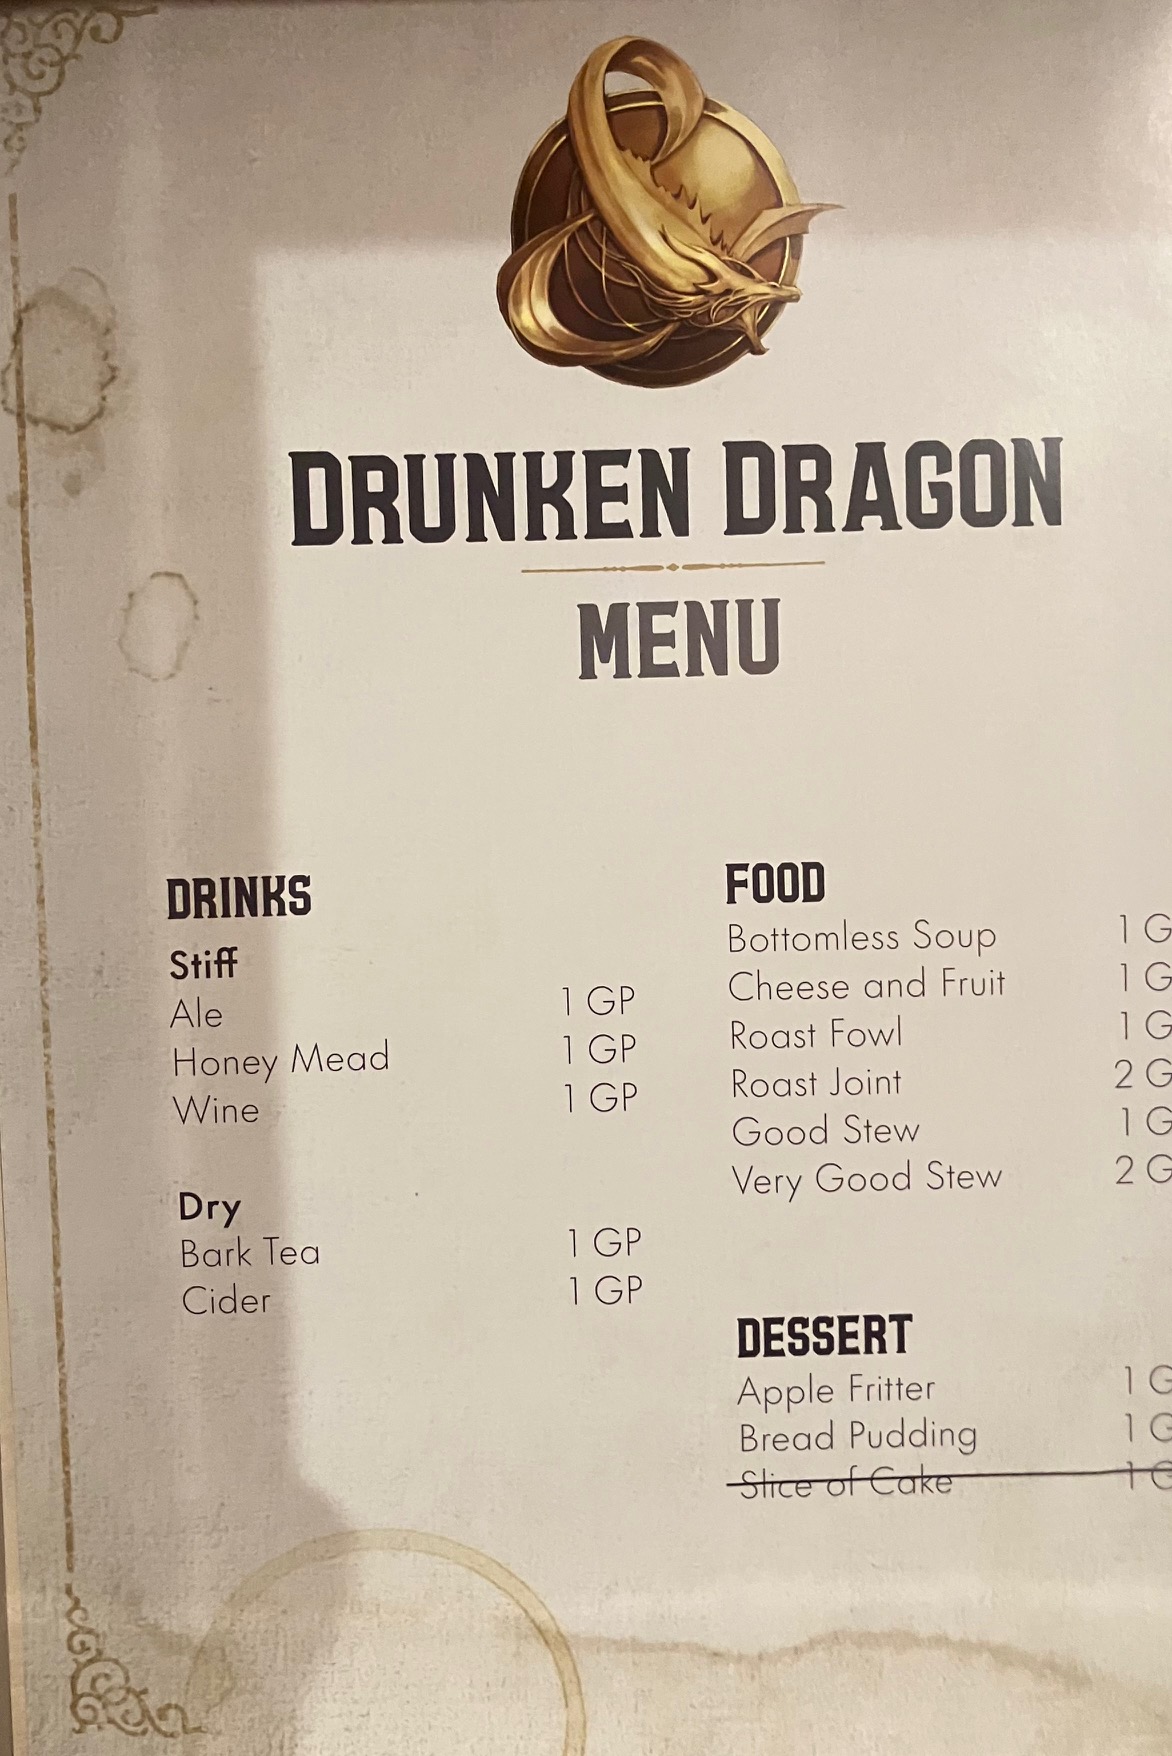 DRUNKEN DRAGON
MENU
DRINKS
Stiff
Ale 1 GP
Honey Mead 1 GP
Wine 1 GP
Dry
Bark Tea 1 GP
Cider 1 GP
FOOD
Bottomless Soup 1 G
Cheese and Fruit 1 G
Roast Fowl 1 G
Roast Joint 2 G
Good Stew 1 G
Very Good Stew 2 G
DESSERT
Apple Fritter 1 G
Bread Pudding 1 G
Slice of Cake 1 G